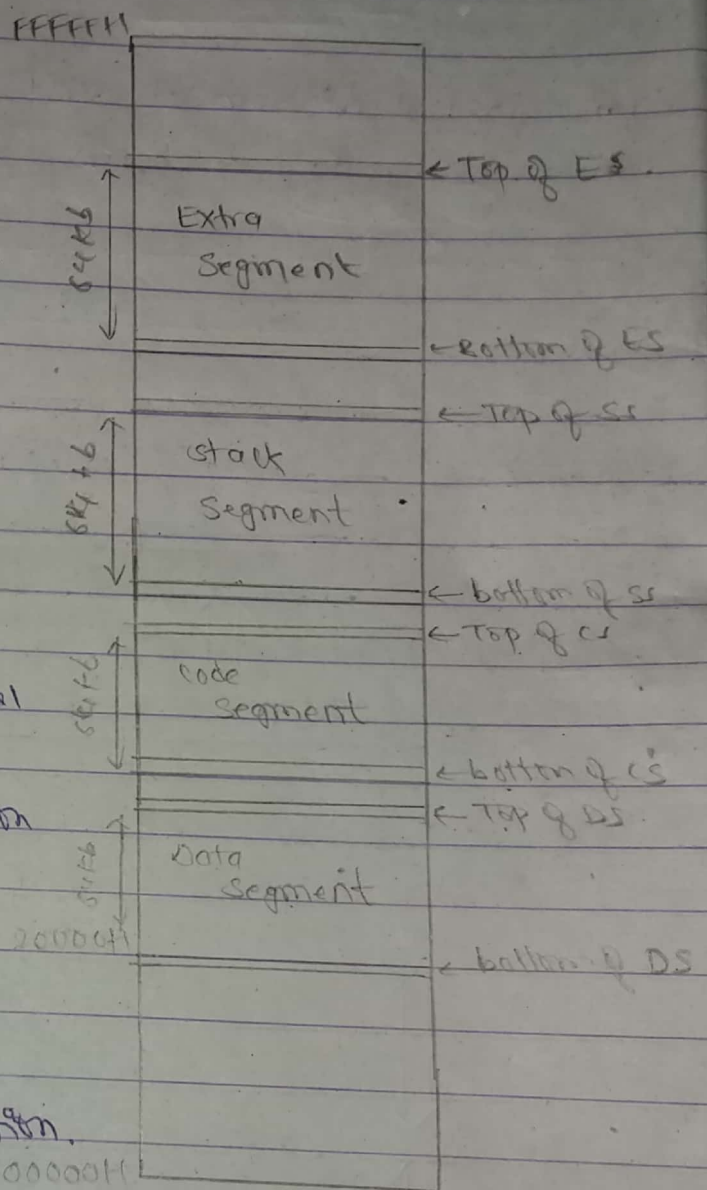 FFFFFH
← Top of ES.
Extra
Segment
64Kb
← Bottom of ES
← Top of SS
stack
Segment
64Kb
← bottom of SS
← Top of CS
code
segment
64Kb
← bottom of CS
← Top of DS.
Data
segment
64Kb
20000H
← bottom of DS
00000H